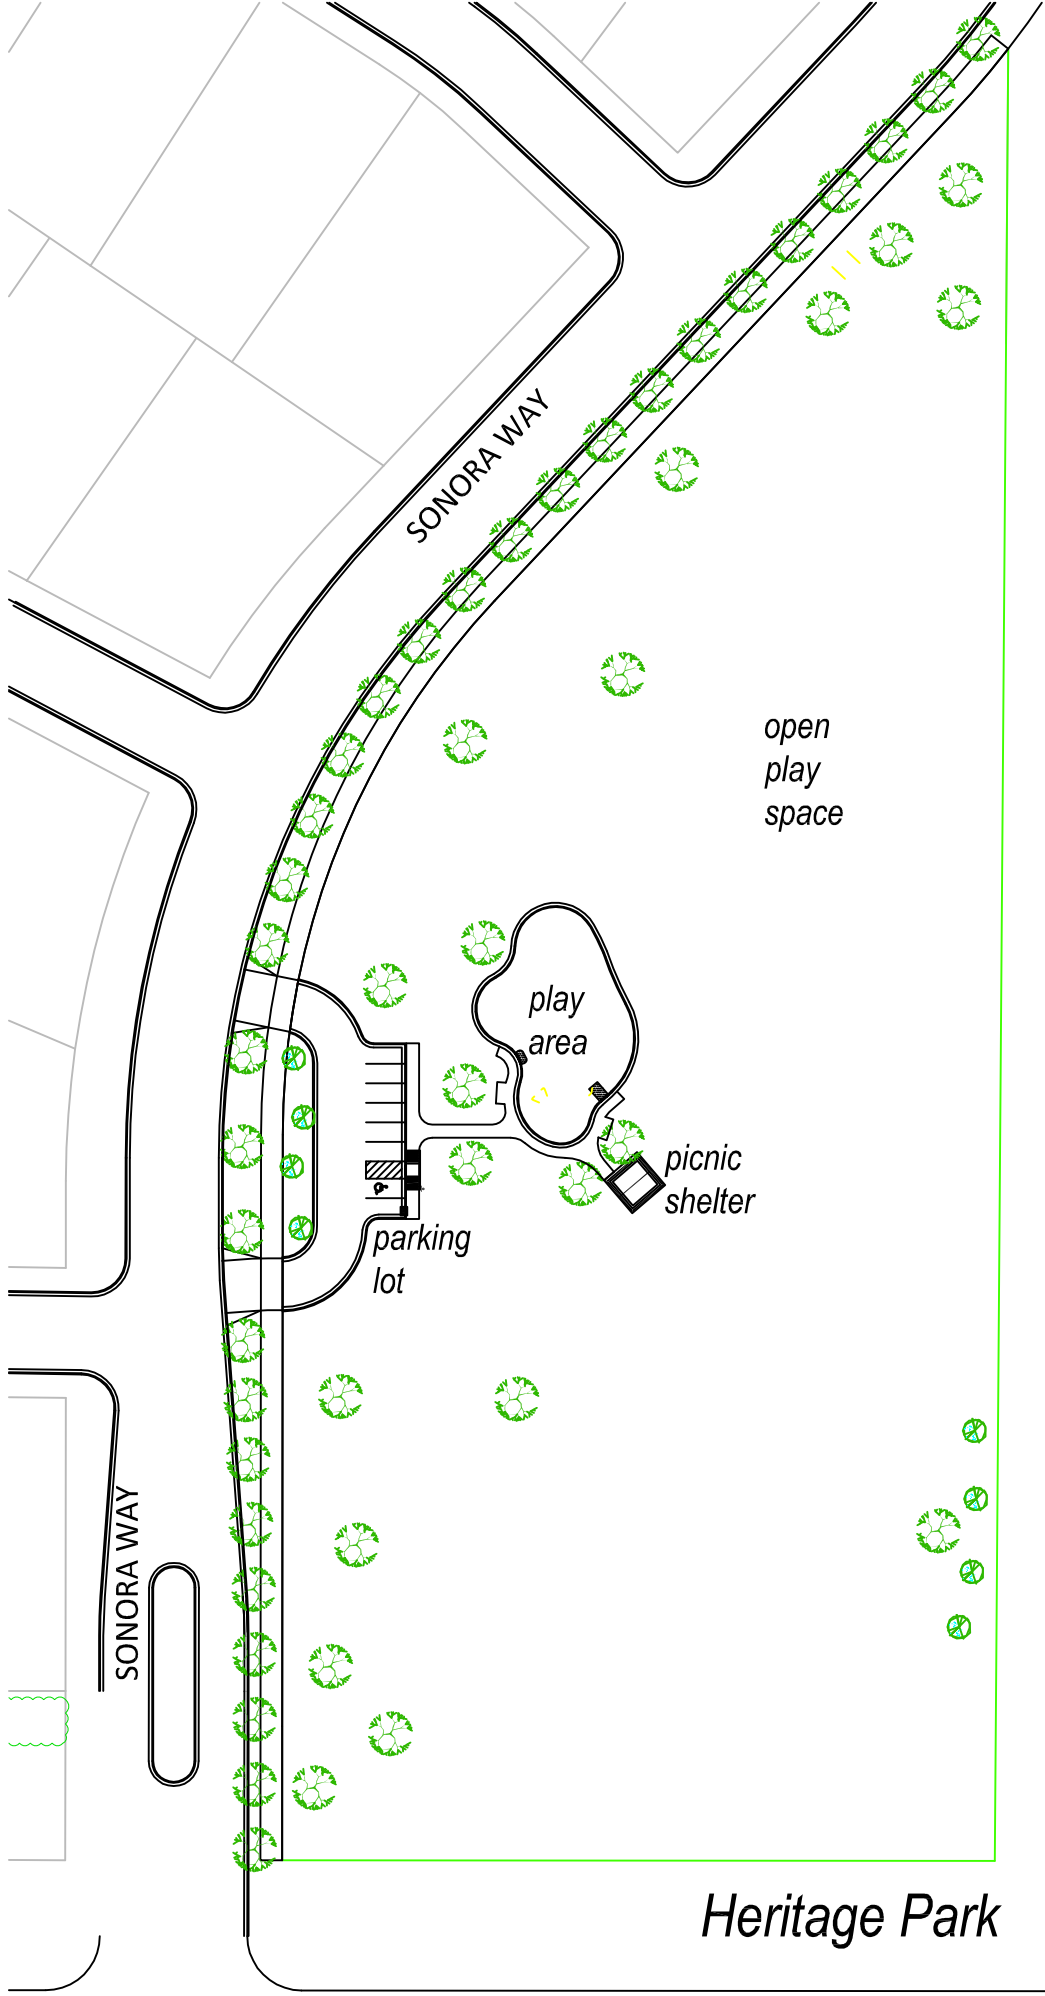 SONORA WAY
open
play
space
play
area
picnic
shelter
parking
lot
SONORA WAY
Heritage Park